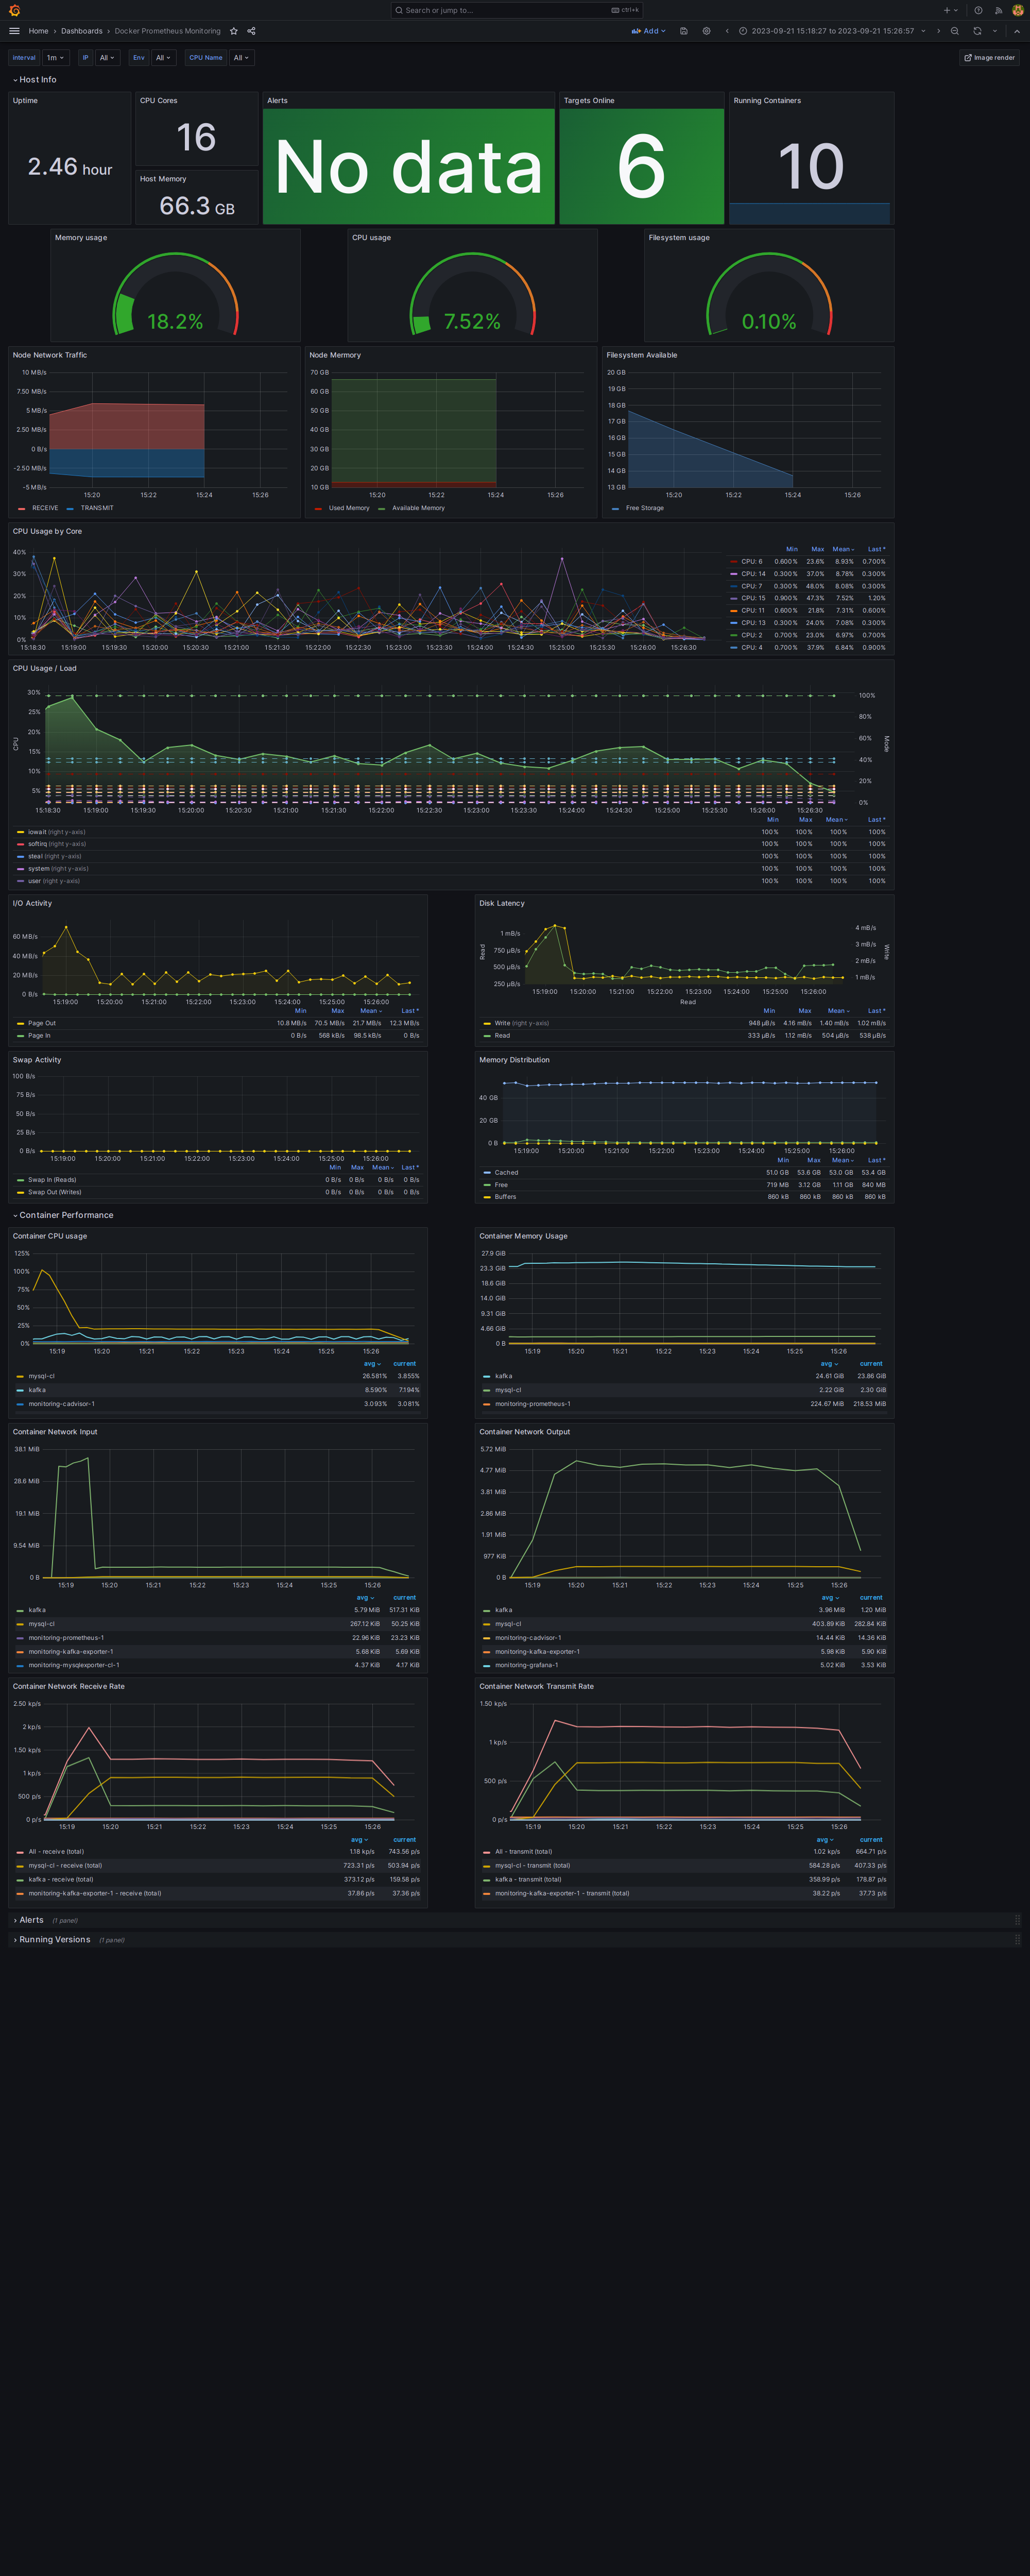 Search or jump to... ctrl+k
Home › Dashboards › Docker Prometheus Monitoring Add 2023-09-21 15:18:27 to 2023-09-21 15:26:57
Interval 1m IP All Env All CPU Name All Image render
Host Info
Uptime CPU Cores Alerts Targets Online Running Containers
2.46 hour 16 No data 6 10
Host Memory
66.3 GB
Memory usage CPU usage Filesystem usage
18.2% 7.52% 0.10%
Node Network Traffic
10 MB/s
7.50 MB/s
5 MB/s
2.50 MB/s
0 B/s
-2.50 MB/s
-5 MB/s
15:20 15:22 15:24 15:26
RECEIVE TRANSMIT
Node Mermory
70 GB
60 GB
50 GB
40 GB
30 GB
20 GB
10 GB
15:20 15:22 15:24 15:26
Used Memory Available Memory
Filesystem Available
20 GB
19 GB
18 GB
17 GB
16 GB
15 GB
14 GB
13 GB
15:20 15:22 15:24 15:26
Free Storage
CPU Usage by Core
40%
30%
20%
10%
0%
15:18:30 15:19:00 15:19:30 15:20:00 15:20:30 15:21:00 15:21:30 15:22:00 15:22:30 15:23:00 15:23:30 15:24:00 15:24:30 15:25:00 15:25:30 15:26:00 15:26:30
Min Max Mean Last *
CPU: 6 0.600% 23.6% 8.93% 0.700%
CPU: 14 0.300% 37.0% 8.78% 0.300%
CPU: 7 0.300% 48.0% 8.08% 0.300%
CPU: 15 0.900% 47.3% 7.52% 1.20%
CPU: 11 0.600% 21.8% 7.31% 0.600%
CPU: 13 0.300% 24.0% 7.08% 0.300%
CPU: 2 0.700% 23.0% 6.97% 0.700%
CPU: 4 0.700% 37.9% 6.84% 0.900%
CPU Usage / Load
30% 100%
25% 80%
20% 60%
15% 40%
10% 20%
5% 0%
CPU Mode
15:18:30 15:19:00 15:19:30 15:20:00 15:20:30 15:21:00 15:21:30 15:22:00 15:22:30 15:23:00 15:23:30 15:24:00 15:24:30 15:25:00 15:25:30 15:26:00 15:26:30
Min Max Mean Last *
iowait (right y-axis) 100% 100% 100% 100%
softirq (right y-axis) 100% 100% 100% 100%
steal (right y-axis) 100% 100% 100% 100%
system (right y-axis) 100% 100% 100% 100%
user (right y-axis) 100% 100% 100% 100%
I/O Activity
60 MB/s
40 MB/s
20 MB/s
0 B/s
15:19:00 15:20:00 15:21:00 15:22:00 15:23:00 15:24:00 15:25:00 15:26:00
Min Max Mean Last *
Page Out 10.8 MB/s 70.5 MB/s 21.7 MB/s 12.3 MB/s
Page In 0 B/s 568 kB/s 98.5 kB/s 0 B/s
Disk Latency
1 mB/s 4 mB/s
750 µB/s 3 mB/s
500 µB/s 2 mB/s
250 µB/s 1 mB/s
Read Write
15:19:00 15:20:00 15:21:00 15:22:00 15:23:00 15:24:00 15:25:00 15:26:00
Read
Min Max Mean Last *
Write (right y-axis) 948 µB/s 4.16 mB/s 1.40 mB/s 1.02 mB/s
Read 333 µB/s 1.12 mB/s 504 µB/s 538 µB/s
Swap Activity
100 B/s
75 B/s
50 B/s
25 B/s
0 B/s
15:19:00 15:20:00 15:21:00 15:22:00 15:23:00 15:24:00 15:25:00 15:26:00
Min Max Mean Last *
Swap In (Reads) 0 B/s 0 B/s 0 B/s 0 B/s
Swap Out (Writes) 0 B/s 0 B/s 0 B/s 0 B/s
Memory Distribution
40 GB
20 GB
0 B
15:19:00 15:20:00 15:21:00 15:22:00 15:23:00 15:24:00 15:25:00 15:26:00
Min Max Mean Last *
Cached 51.0 GB 53.6 GB 53.0 GB 53.4 GB
Free 719 MB 3.12 GB 1.11 GB 840 MB
Buffers 860 kB 860 kB 860 kB 860 kB
Container Performance
Container CPU usage
125%
100%
75%
50%
25%
0%
15:19 15:20 15:21 15:22 15:23 15:24 15:25 15:26
avg current
mysql-cl 26.581% 3.855%
kafka 8.590% 7.194%
monitoring-cadvisor-1 3.093% 3.081%
Container Memory Usage
27.9 GiB
23.3 GiB
18.6 GiB
14.0 GiB
9.31 GiB
4.66 GiB
0 B
15:19 15:20 15:21 15:22 15:23 15:24 15:25 15:26
avg current
kafka 24.61 GiB 23.86 GiB
mysql-cl 2.22 GiB 2.30 GiB
monitoring-prometheus-1 224.67 MiB 218.53 MiB
Container Network Input
38.1 MiB
28.6 MiB
19.1 MiB
9.54 MiB
0 B
15:19 15:20 15:21 15:22 15:23 15:24 15:25 15:26
avg current
kafka 5.79 MiB 517.31 KiB
mysql-cl 267.12 KiB 50.25 KiB
monitoring-prometheus-1 22.96 KiB 23.23 KiB
monitoring-kafka-exporter-1 5.68 KiB 5.69 KiB
monitoring-mysqlexporter-cl-1 4.37 KiB 4.17 KiB
Container Network Output
5.72 MiB
4.77 MiB
3.81 MiB
2.86 MiB
1.91 MiB
977 KiB
0 B
15:19 15:20 15:21 15:22 15:23 15:24 15:25 15:26
avg current
kafka 3.96 MiB 1.20 MiB
mysql-cl 403.89 KiB 282.84 KiB
monitoring-cadvisor-1 14.44 KiB 14.36 KiB
monitoring-kafka-exporter-1 5.98 KiB 5.90 KiB
monitoring-grafana-1 5.02 KiB 3.53 KiB
Container Network Receive Rate
2.50 kp/s
2 kp/s
1.50 kp/s
1 kp/s
500 p/s
0 p/s
15:19 15:20 15:21 15:22 15:23 15:24 15:25 15:26
avg current
All - receive (total) 1.18 kp/s 743.56 p/s
mysql-cl - receive (total) 723.31 p/s 503.94 p/s
kafka - receive (total) 373.12 p/s 159.58 p/s
monitoring-kafka-exporter-1 - receive (total) 37.86 p/s 37.36 p/s
Container Network Transmit Rate
1.50 kp/s
1 kp/s
500 p/s
0 p/s
15:19 15:20 15:21 15:22 15:23 15:24 15:25 15:26
avg current
All - transmit (total) 1.02 kp/s 664.71 p/s
mysql-cl - transmit (total) 584.28 p/s 407.33 p/s
kafka - transmit (total) 358.99 p/s 178.87 p/s
monitoring-kafka-exporter-1 - transmit (total) 38.22 p/s 37.73 p/s
Alerts (1 panel)
Running Versions (1 panel)